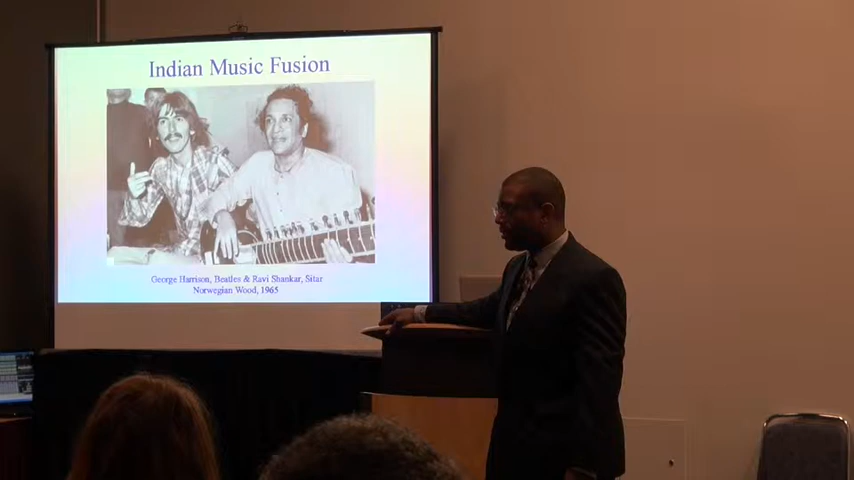 Indian Music Fusion
George Harrison, Beatles & Ravi Shankar, Sitar
Norwegian Wood, 1965